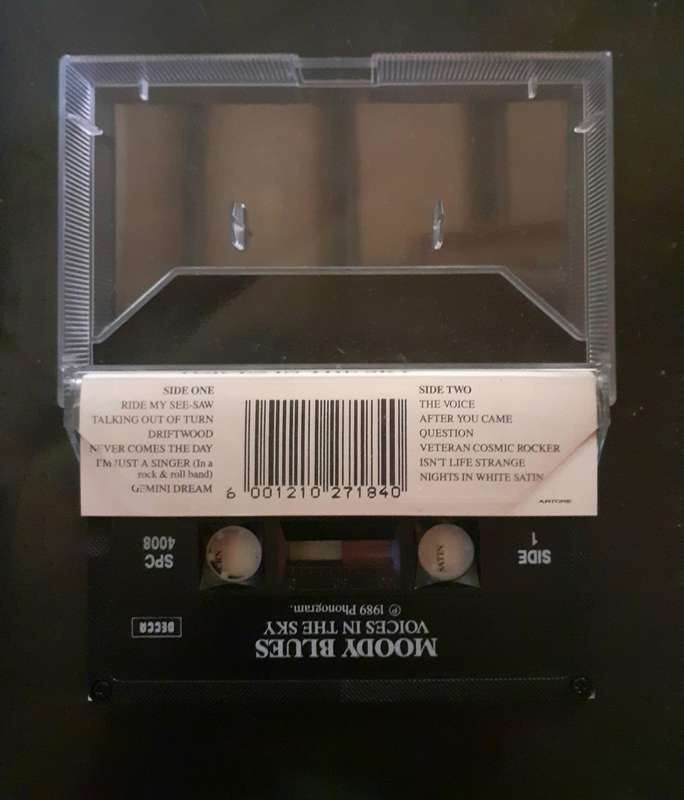 SIDE ONE
RIDE MY SEE-SAW
TALKING OUT OF TURN
DRIFTWOOD
NEVER COMES THE DAY
I'M JUST A SINGER (In a
rock & roll band)
GEMINI DREAM
6 001210 271840
SIDE TWO
THE VOICE
AFTER YOU CAME
QUESTION
VETERAN COSMIC ROCKER
ISN'T LIFE STRANGE
NIGHTS IN WHITE SATIN
ARTONE
SATIN
SIDE
1
SPC
4008
MOODY BLUES
VOICES IN THE SKY
℗ 1989 Phonogram.
DECCA